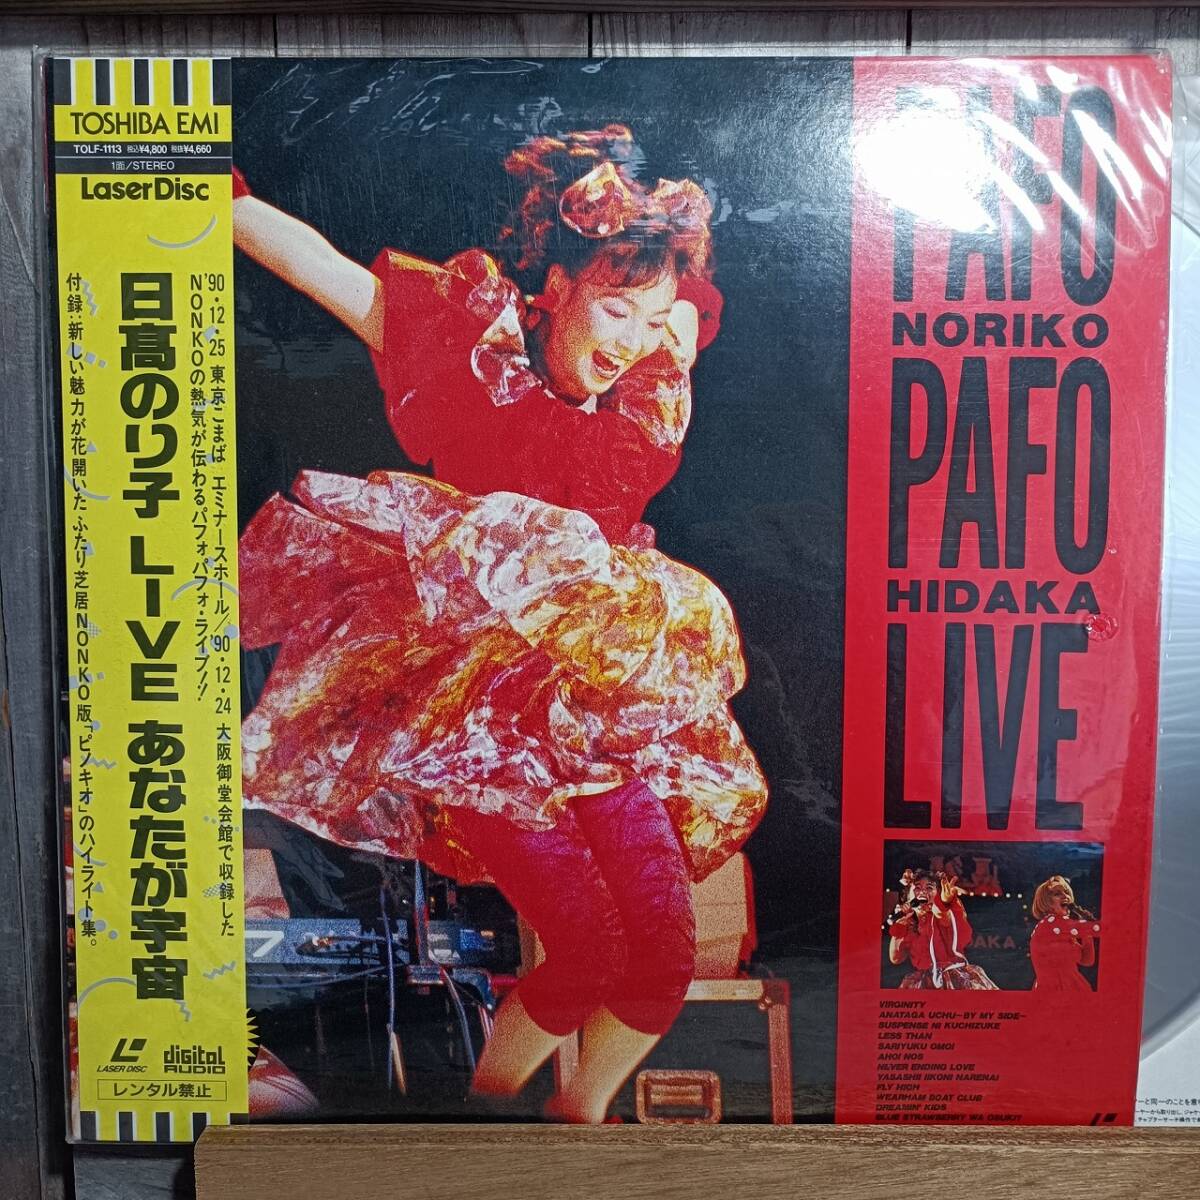 TOSHIBA EMI
TOLF-1113 税込¥4,800 税抜¥4,660
1面/STEREO
LaserDisc
'90・12・25 東京こまば エミナースホール/'90・12・24 大阪御堂会館で収録した
NONKOの熱気が伝わるパフォパフォ・ライブ!!
日髙のり子 LIVE あなたが宇宙
付録:新しい魅力が花開いた ふたり芝居NONKO版「ピノキオ」のハイライト集。
LASER DISC
digital AUDIO
レンタル禁止
PAFO
NORIKO
PAFO
HIDAKA
LIVE
DAKA
VIRGINITY
ANATAGA UCHU~BY MY SIDE~
SUSPENSE NI KUCHIZUKE
LESS THAN
SARIYUKU OMOI
AHOI NOS
NEVER ENDING LOVE
YASASHII IIKONI NARENAI
FLY HIGH
WEARHAM BOAT CLUB
DREAMIN' KIDS
BLUE STRAWBERRY WA OSUKI?